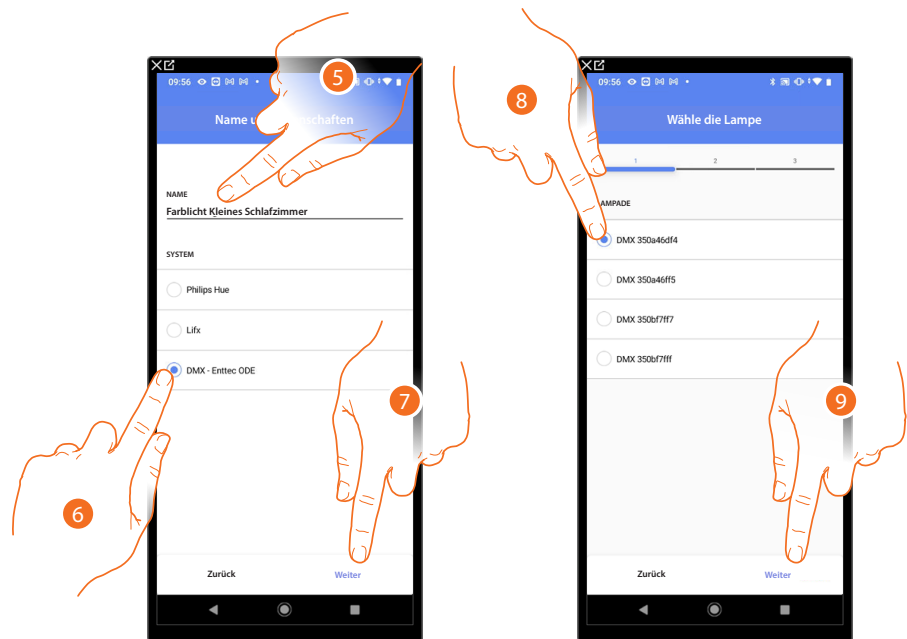 5
09:56
Name u
schaften
NAME
Farblicht Kleines Schlafzimmer
SYSTEM
Philips Hue
Lifx
DMX - Enttec ODE
6
7
Zurück
Weiter
8
09:56
Wähle die Lampe
1 2 3
AMPADE
DMX 350a46df4
DMX 350a46ff5
DMX 350bf7ff7
DMX 350bf7fff
9
Zurück
Weiter